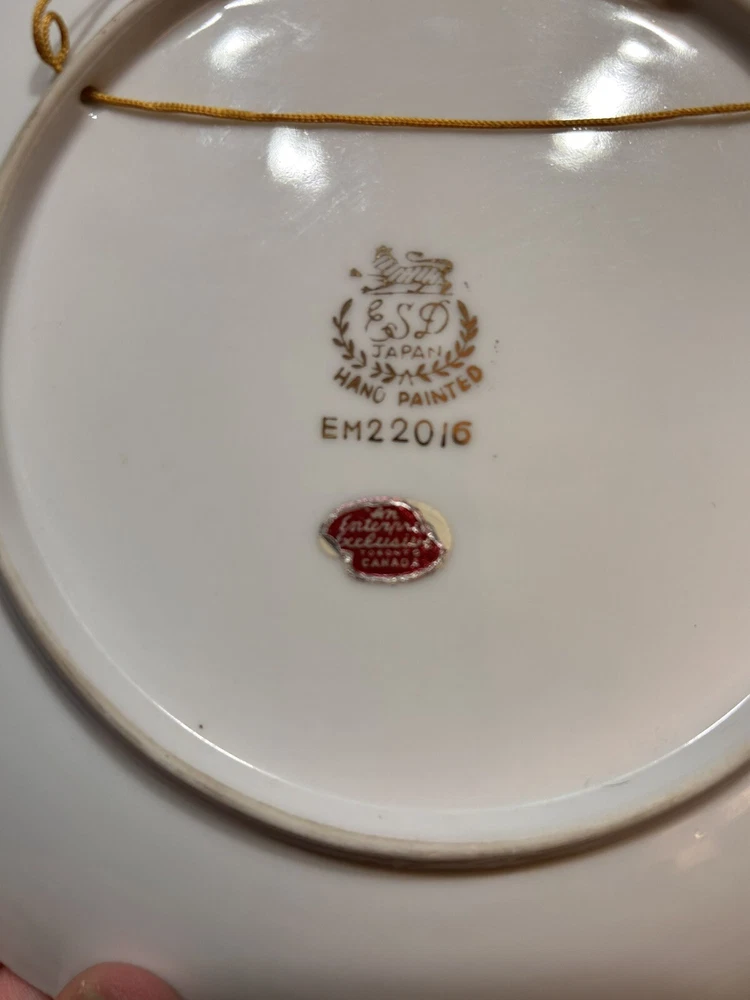 ESD
JAPAN
HAND PAINTED
EM22016
An
Exclusive
TORONTO
CANADA